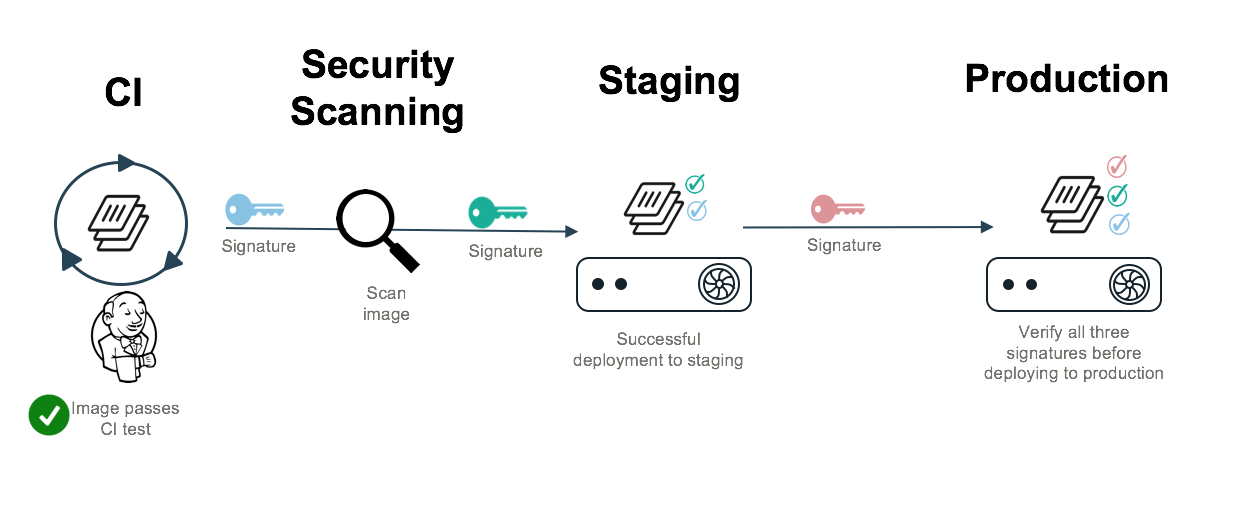 CI
Security
Scanning
Staging
Production
Signature
Signature
Signature
Scan
image
Successful
deployment to staging
Verify all three
signatures before
deploying to production
Image passes
CI test